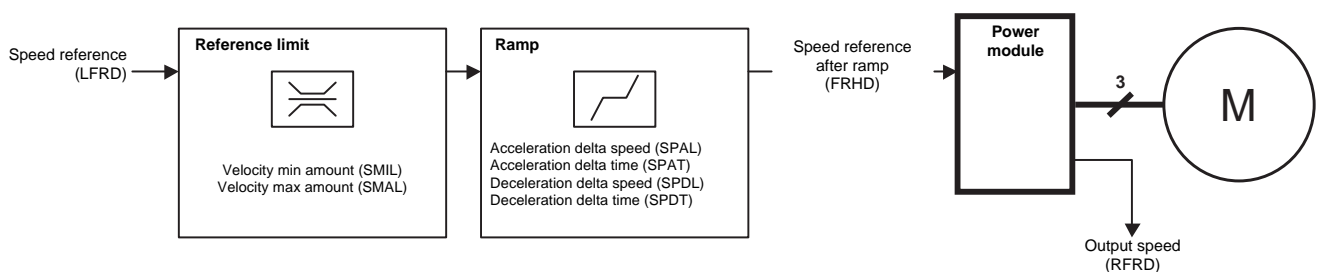 Speed reference
(LFRD)
Reference limit
Velocity min amount (SMIL)
Velocity max amount (SMAL)
Ramp
Acceleration delta speed (SPAL)
Acceleration delta time (SPAT)
Deceleration delta speed (SPDL)
Deceleration delta time (SPDT)
Speed reference
after ramp
(FRHD)
Power
module
3
M
Output speed
(RFRD)